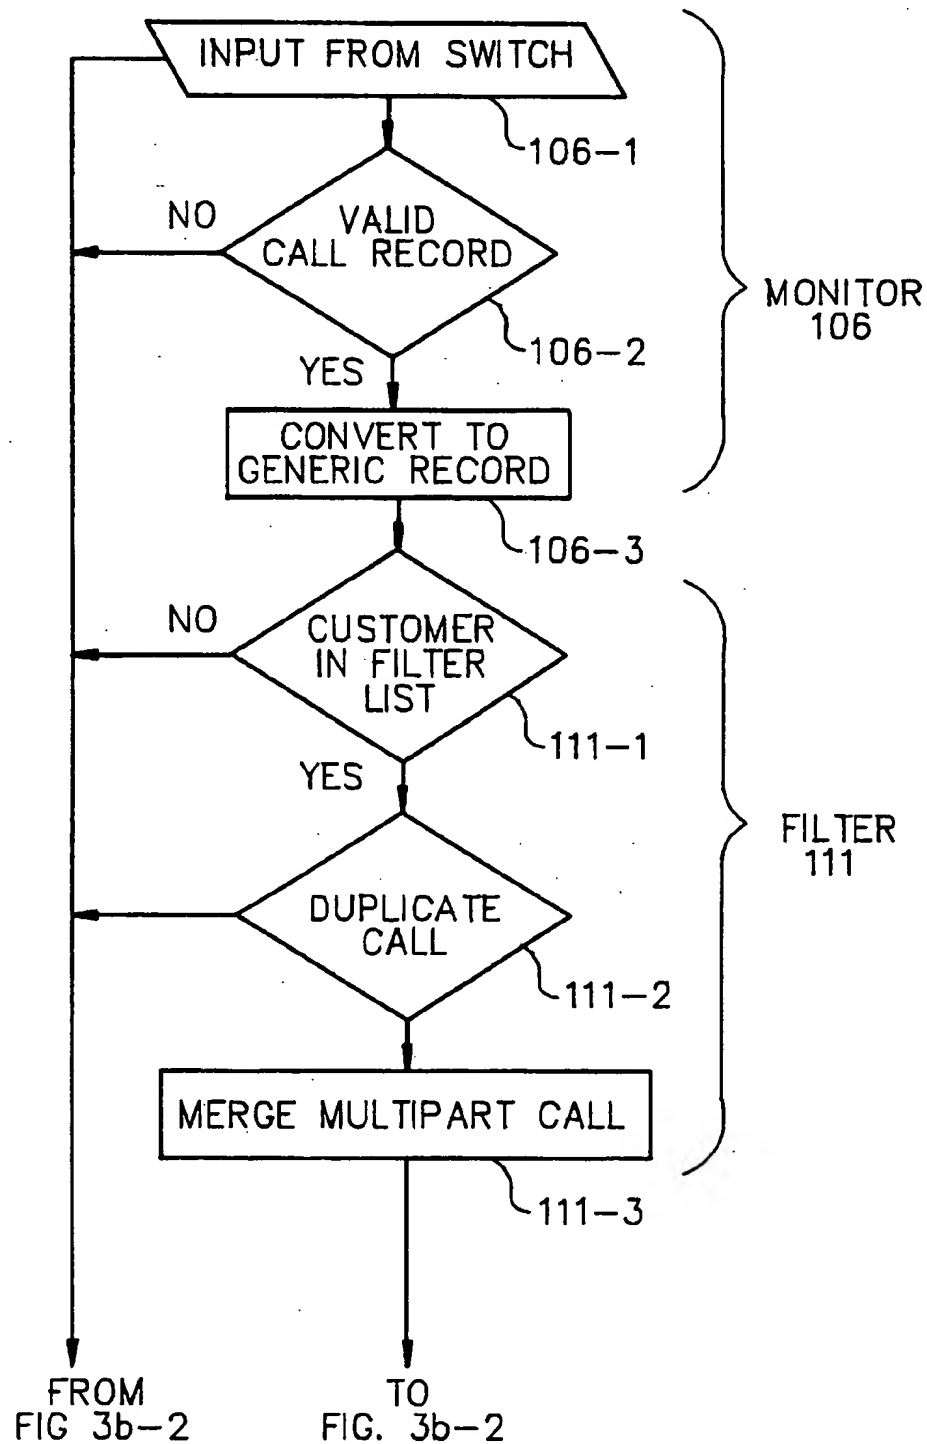 INPUT FROM SWITCH
106-1
NO
VALID
CALL RECORD
106-2
YES
MONITOR
106
CONVERT TO
GENERIC RECORD
106-3
NO
CUSTOMER
IN FILTER
LIST
111-1
YES
FILTER
111
DUPLICATE
CALL
111-2
MERGE MULTIPART CALL
111-3
FROM
FIG 3b-2
TO
FIG. 3b-2